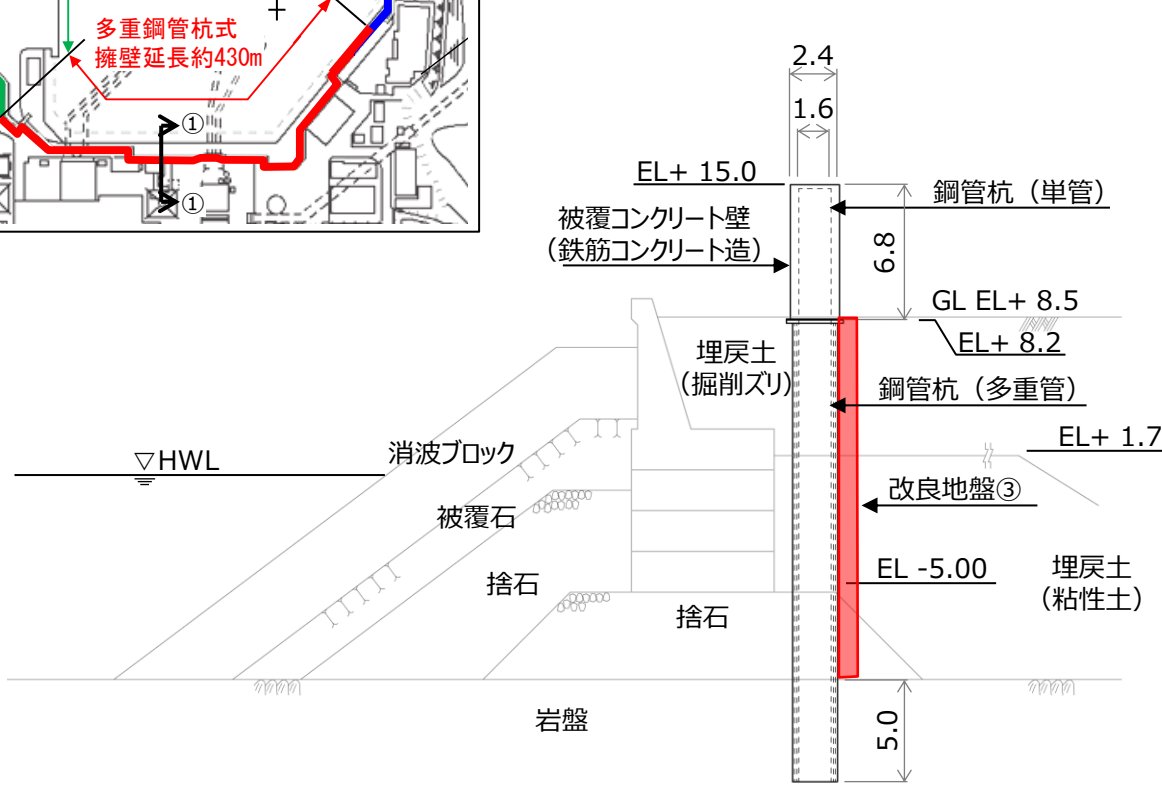 多重鋼管杭式
擁壁延長約430m
①
①
2.4
1.6
EL+ 15.0
鋼管杭（単管）
被覆コンクリート壁
（鉄筋コンクリート造）
6.8
GL EL+ 8.5
EL+ 8.2
埋戻土
（掘削ズリ）
鋼管杭（多重管）
EL+ 1.7
▽HWL
消波ブロック
改良地盤③
被覆石
EL -5.00
埋戻土
（粘性土）
捨石
捨石
岩盤
5.0